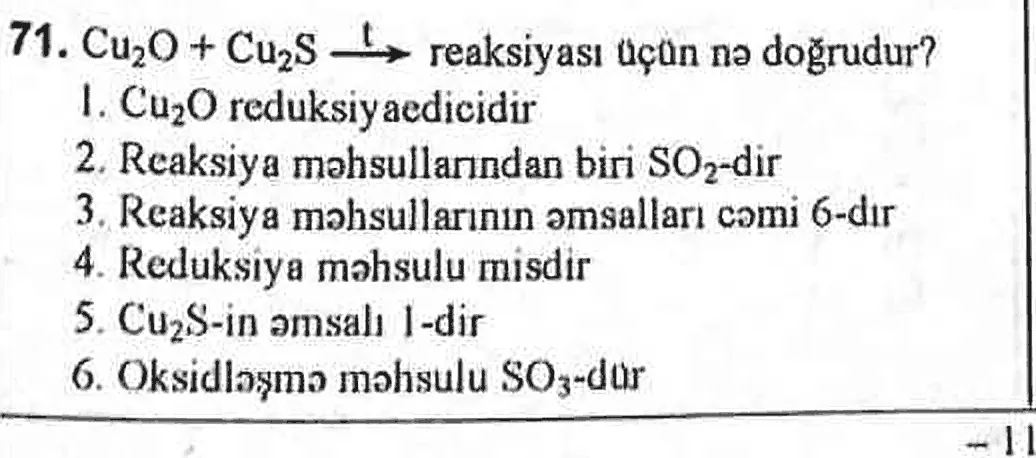 71. Cu₂O + Cu₂S —t→ reaksiyası üçün nə doğrudur?
1. Cu₂O reduksiyaedicidir
2. Reaksiya məhsullarından biri SO₂-dir
3. Reaksiya məhsullarının əmsalları cəmi 6-dır
4. Reduksiya məhsulu misdir
5. Cu₂S-in əmsalı 1-dir
6. Oksidləşmə məhsulu SO₃-dür
– 11